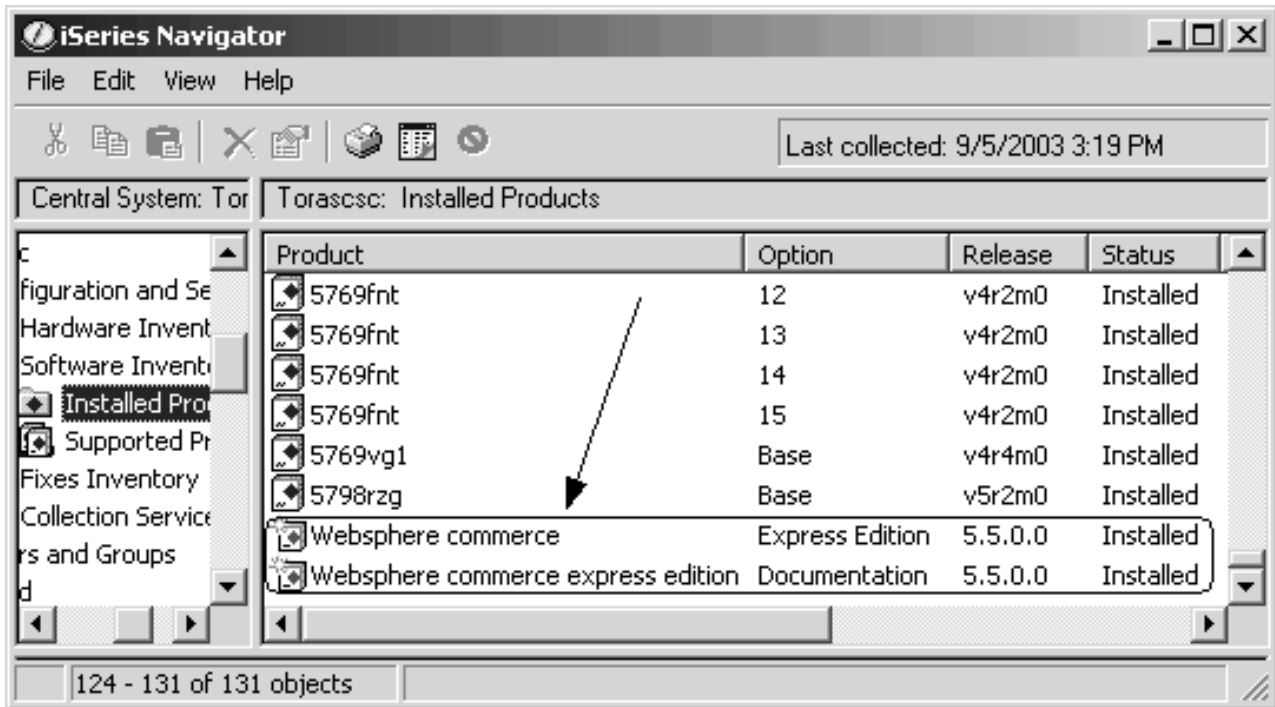 iSeries Navigator
File Edit View Help
Last collected: 9/5/2003 3:19 PM
Central System: Tor
Torascsc: Installed Products
c
figuration and Se
Hardware Invent
Software Invent
Installed Pro
Supported Pr
Fixes Inventory
Collection Service
rs and Groups
d
Product Option Release Status
5769fnt 12 v4r2m0 Installed
5769fnt 13 v4r2m0 Installed
5769fnt 14 v4r2m0 Installed
5769fnt 15 v4r2m0 Installed
5769vg1 Base v4r4m0 Installed
5798rzg Base v5r2m0 Installed
Websphere commerce Express Edition 5.5.0.0 Installed
Websphere commerce express edition Documentation 5.5.0.0 Installed
124 - 131 of 131 objects